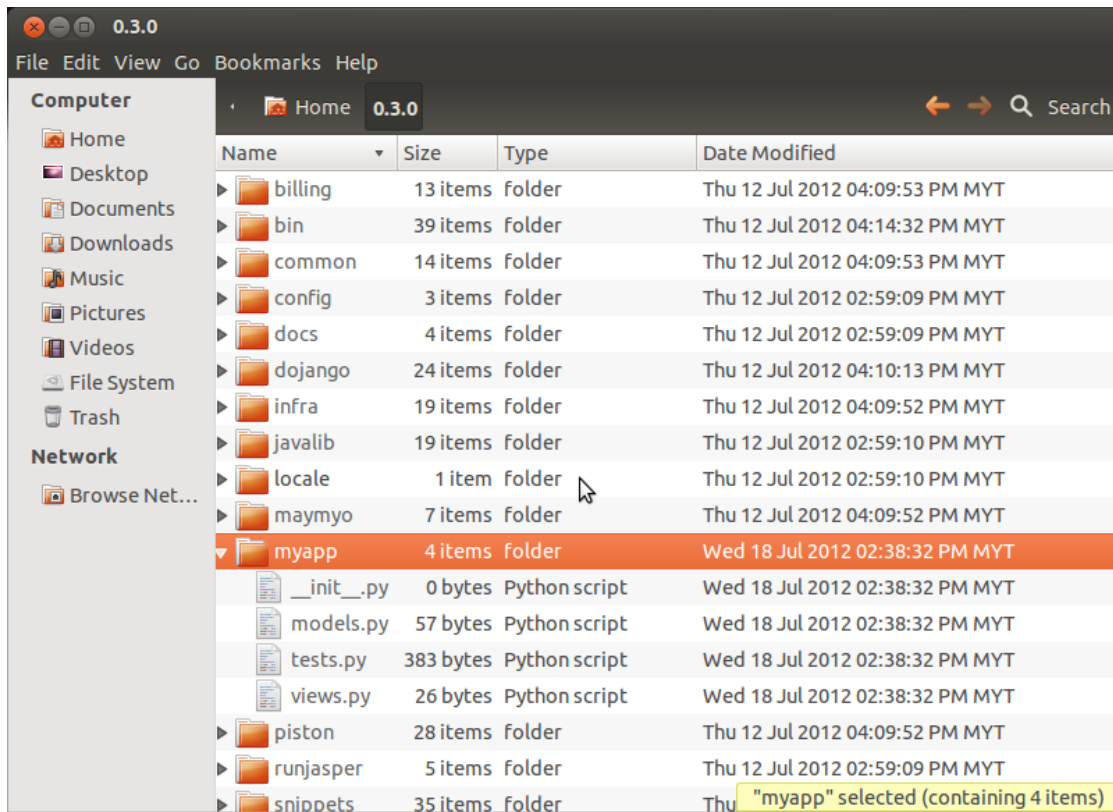 0.3.0
File Edit View Go Bookmarks Help
Computer
Home
Desktop
Documents
Downloads
Music
Pictures
Videos
File System
Trash
Network
Browse Net...
Home 0.3.0 Search
Name Size Type Date Modified
billing 13 items folder Thu 12 Jul 2012 04:09:53 PM MYT
bin 39 items folder Thu 12 Jul 2012 04:14:32 PM MYT
common 14 items folder Thu 12 Jul 2012 04:09:53 PM MYT
config 3 items folder Thu 12 Jul 2012 02:59:09 PM MYT
docs 4 items folder Thu 12 Jul 2012 02:59:09 PM MYT
dojango 24 items folder Thu 12 Jul 2012 04:10:13 PM MYT
infra 19 items folder Thu 12 Jul 2012 04:09:52 PM MYT
javalib 19 items folder Thu 12 Jul 2012 02:59:10 PM MYT
locale 1 item folder Thu 12 Jul 2012 02:59:10 PM MYT
maymyo 7 items folder Thu 12 Jul 2012 04:09:52 PM MYT
myapp 4 items folder Wed 18 Jul 2012 02:38:32 PM MYT
__init__.py 0 bytes Python script Wed 18 Jul 2012 02:38:32 PM MYT
models.py 57 bytes Python script Wed 18 Jul 2012 02:38:32 PM MYT
tests.py 383 bytes Python script Wed 18 Jul 2012 02:38:32 PM MYT
views.py 26 bytes Python script Wed 18 Jul 2012 02:38:32 PM MYT
piston 28 items folder Thu 12 Jul 2012 04:09:52 PM MYT
runjasper 5 items folder Thu 12 Jul 2012 02:59:09 PM MYT
snippets 35 items folder Thu
"myapp" selected (containing 4 items)